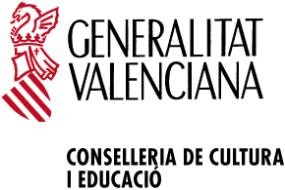 GENERALITAT
VALENCIANA
CONSELLERIA DE CULTURA
I EDUCACIÓ